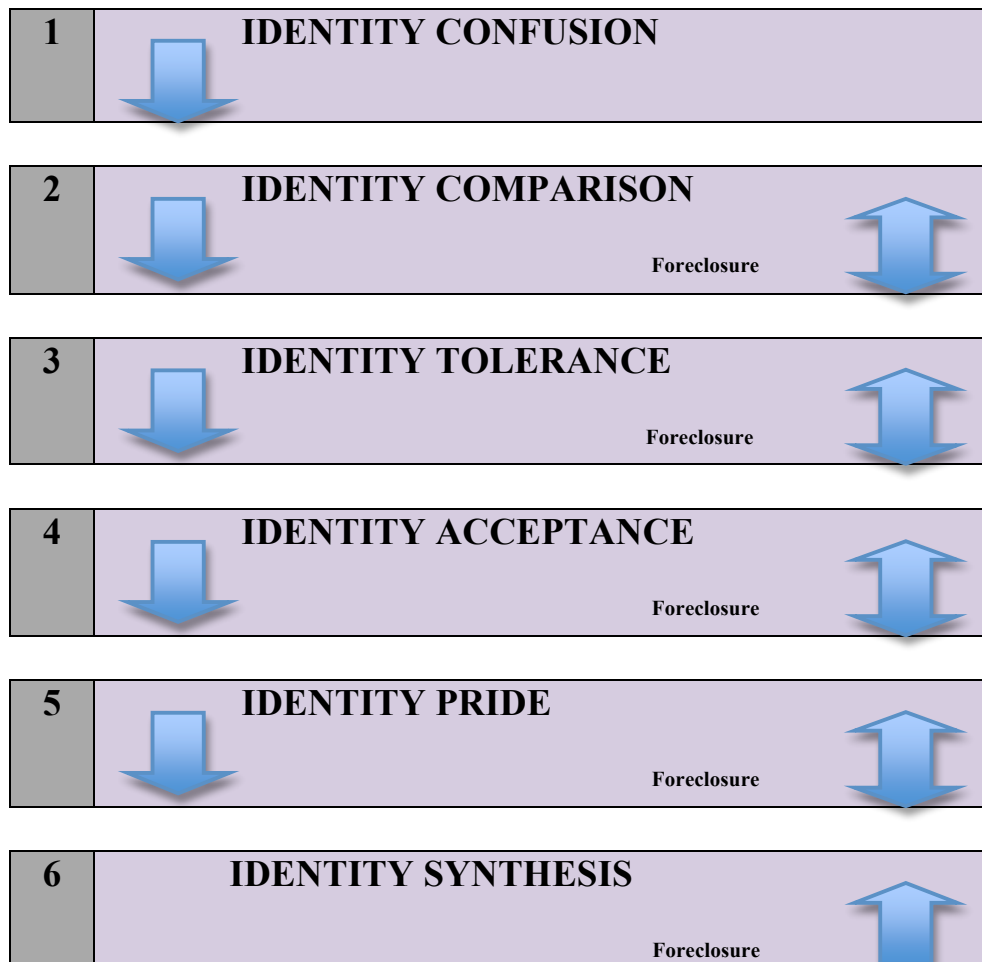 1 IDENTITY CONFUSION
2 IDENTITY COMPARISON
Foreclosure
3 IDENTITY TOLERANCE
Foreclosure
4 IDENTITY ACCEPTANCE
Foreclosure
5 IDENTITY PRIDE
Foreclosure
6 IDENTITY SYNTHESIS
Foreclosure